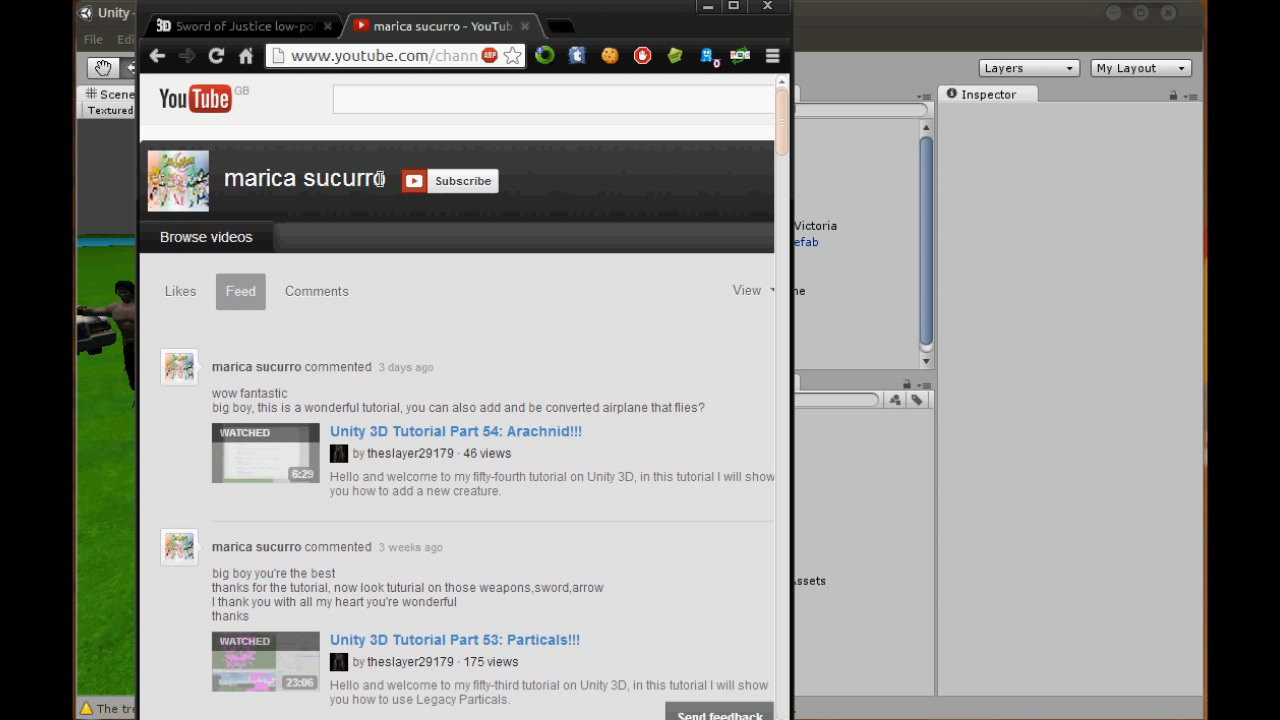 Unity
Sword of Justice low-po
marica sucurro - YouTub
File
www.youtube.com/chann
ABP
Layers
My Layout
Scene
Inspector
Textured
YouTube GB
marica sucurro
Subscribe
Browse videos
Victoria
efab
Likes
Feed
Comments
View
marica sucurro commented 3 days ago
wow fantastic
big boy, this is a wonderful tutorial, you can also add and be converted airplane that flies?
WATCHED
6:29
Unity 3D Tutorial Part 54: Arachnid!!!
by theslayer29179 · 46 views
Hello and welcome to my fifty-fourth tutorial on Unity 3D, in this tutorial I will show
you how to add a new creature.
marica sucurro commented 3 weeks ago
big boy you're the best
thanks for the tutorial, now look tuturial on those weapons,sword,arrow
I thank you with all my heart you're wonderful
thanks
ssets
WATCHED
23:06
Unity 3D Tutorial Part 53: Particals!!!
by theslayer29179 · 175 views
Hello and welcome to my fifty-third tutorial on Unity 3D, in this tutorial I will show
you how to use Legacy Particals.
The tre
Send feedback